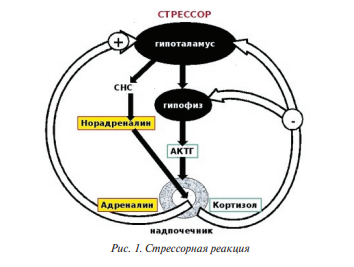 СТРЕССОР
+
гипоталамус
СНС
гипофиз
-
Норадреналин
АКТГ
Адреналин
Кортизол
надпочечник
Рис. 1. Стрессорная реакция